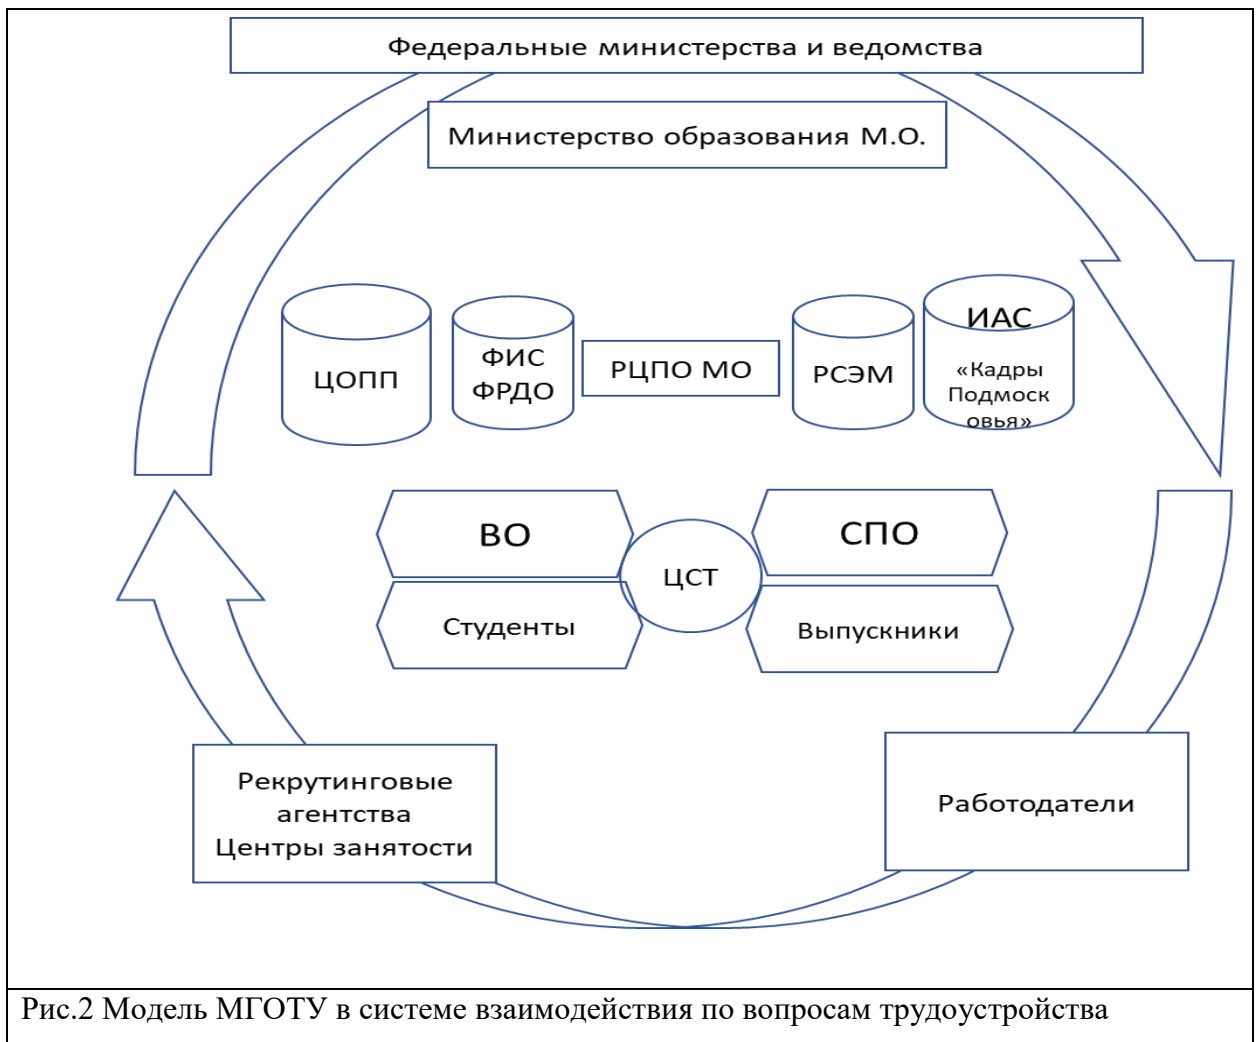 Федеральные министерства и ведомства
Министерство образования М.О.
ЦОПП
ФИС
ФРДО
РЦПО МО
РСЭМ
ИАС
«Кадры
Подмоск
овья»
ВО
СПО
ЦСТ
Студенты
Выпускники
Рекрутинговые
агентства
Центры занятости
Работодатели
Рис.2 Модель МГОТУ в системе взаимодействия по вопросам трудоустройства